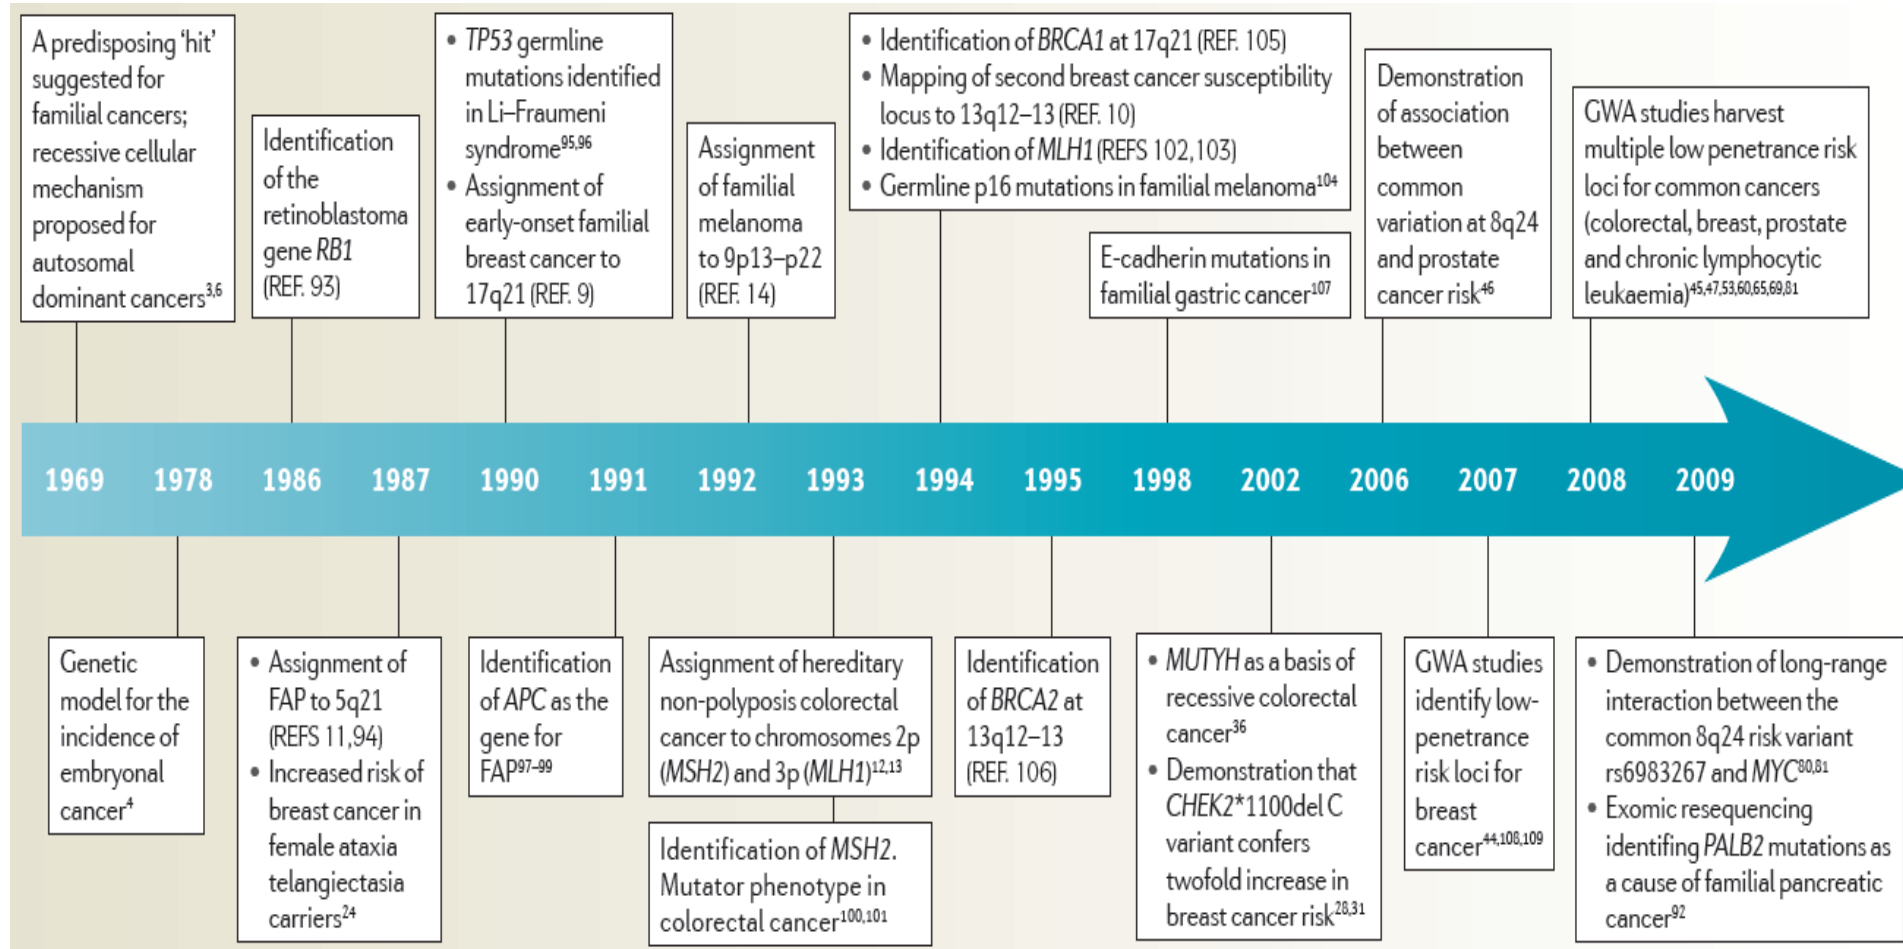 A predisposing ‘hit’
suggested for
familial cancers;
recessive cellular
mechanism
proposed for
autosomal
dominant cancers3,6
Identification
of the
retinoblastoma
gene RB1
(REF. 93)
• TP53 germline
mutations identified
in Li–Fraumeni
syndrome95,96
• Assignment of
early-onset familial
breast cancer to
17q21 (REF. 9)
Assignment
of familial
melanoma
to 9p13–p22
(REF. 14)
• Identification of BRCA1 at 17q21 (REF. 105)
• Mapping of second breast cancer susceptibility
locus to 13q12–13 (REF. 10)
• Identification of MLH1 (REFS 102,103)
• Germline p16 mutations in familial melanoma104
E-cadherin mutations in
familial gastric cancer107
Demonstration
of association
between
common
variation at 8q24
and prostate
cancer risk46
GWA studies harvest
multiple low penetrance risk
loci for common cancers
(colorectal, breast, prostate
and chronic lymphocytic
leukaemia)45,47,53,60,65,69,81
1969 1978 1986 1987 1990 1991 1992 1993 1994 1995 1998 2002 2006 2007 2008 2009
Genetic
model for the
incidence of
embryonal
cancer4
• Assignment of
FAP to 5q21
(REFS 11,94)
• Increased risk of
breast cancer in
female ataxia
telangiectasia
carriers24
Identification
of APC as the
gene for
FAP97–99
Assignment of hereditary
non-polyposis colorectal
cancer to chromosomes 2p
(MSH2) and 3p (MLH1)12,13
Identification of MSH2.
Mutator phenotype in
colorectal cancer100,101
Identification
of BRCA2 at
13q12–13
(REF. 106)
• MUTYH as a basis of
recessive colorectal
cancer36
• Demonstration that
CHEK2*1100del C
variant confers
twofold increase in
breast cancer risk28,31
GWA studies
identify low-
penetrance
risk loci for
breast
cancer44,108,109
• Demonstration of long-range
interaction between the
common 8q24 risk variant
rs6983267 and MYC80,81
• Exomic resequencing
identifing PALB2 mutations as
a cause of familial pancreatic
cancer92